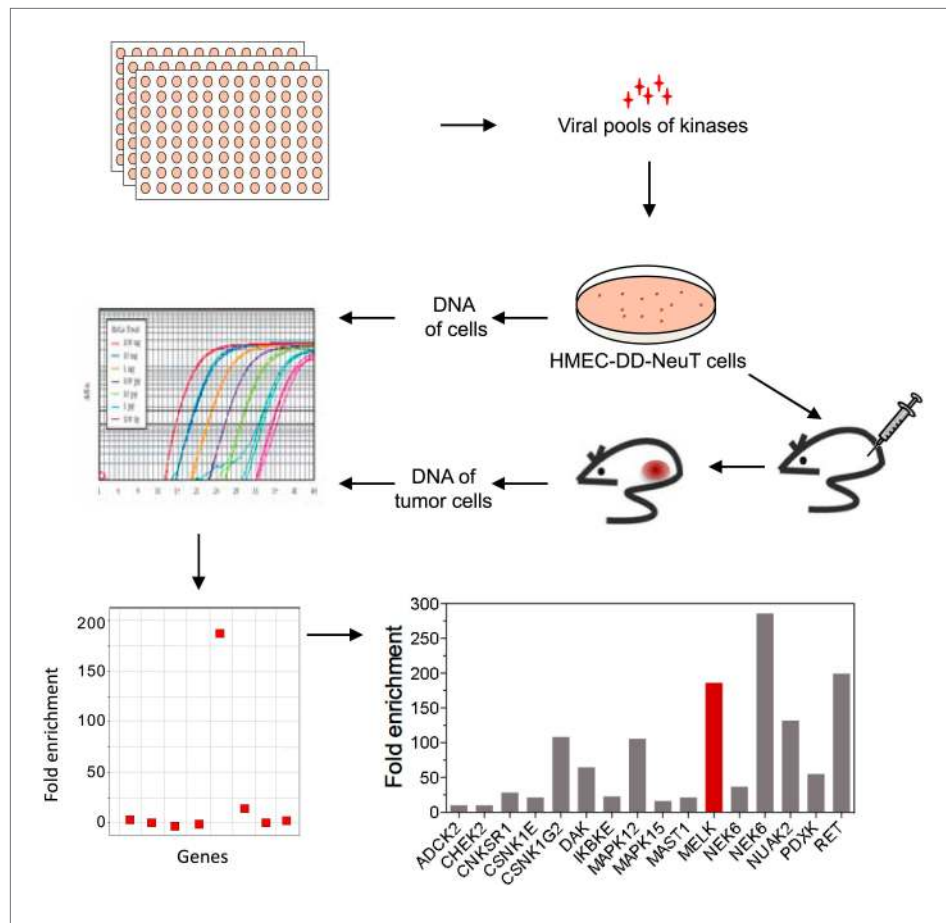 Viral pools of kinases
DNA
of cells
HMEC-DD-NeuT cells
DNA of
tumor cells
Fold enrichment
200
150
100
50
0
Genes
Fold enrichment
300
250
200
150
100
50
0
ADCK2
CHEK2
CNKSR1
CSNK1E
CSNK1G2
DAK
IKBKE
MAPK12
MAPK15
MAST1
MELK
NEK6
NEK6
NUAK2
PDXK
RET